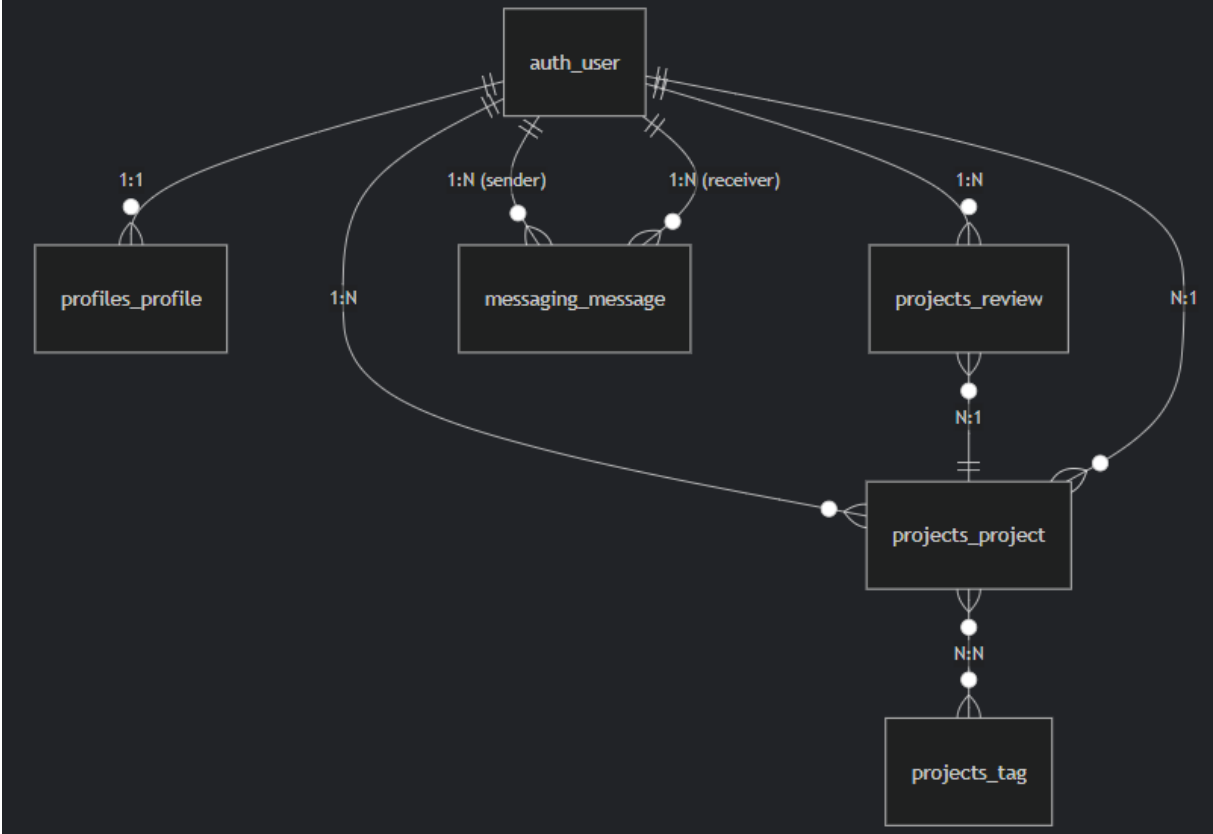 auth_user
1:1
1:N (sender)
1:N (receiver)
1:N
profiles_profile
1:N
messaging_message
projects_review
N:1
N:1
projects_project
N:N
projects_tag